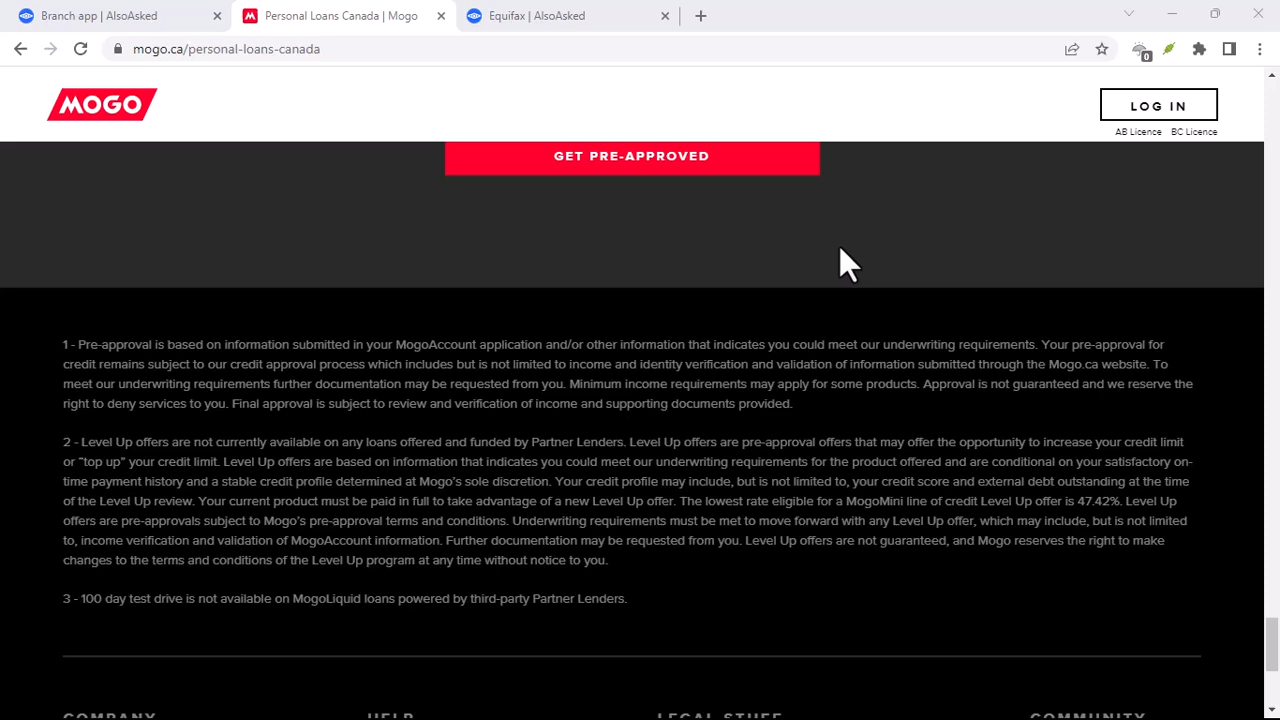 Branch app | AlsoAsked
Personal Loans Canada | Mogo
Equifax | AlsoAsked
mogo.ca/personal-loans-canada
0
MOGO
LOG IN
AB Licence BC Licence
GET PRE-APPROVED
1 - Pre-approval is based on information submitted in your MogoAccount application and/or other information that indicates you could meet our underwriting requirements. Your pre-approval for
credit remains subject to our credit approval process which includes but is not limited to income and identity verification and validation of information submitted through the Mogo.ca website. To
meet our underwriting requirements further documentation may be requested from you. Minimum income requirements may apply for some products. Approval is not guaranteed and we reserve the
right to deny services to you. Final approval is subject to review and verification of income and supporting documents provided.
2 - Level Up offers are not currently available on any loans offered and funded by Partner Lenders. Level Up offers are pre-approval offers that may offer the opportunity to increase your credit limit
or “top up” your credit limit. Level Up offers are based on information that indicates you could meet our underwriting requirements for the product offered and are conditional on your satisfactory on-
time payment history and a stable credit profile determined at Mogo’s sole discretion. Your credit profile may include, but is not limited to, your credit score and external debt outstanding at the time
of the Level Up review. Your current product must be paid in full to take advantage of a new Level Up offer. The lowest rate eligible for a MogoMini line of credit Level Up offer is 47.42%. Level Up
offers are pre-approvals subject to Mogo’s pre-approval terms and conditions. Underwriting requirements must be met to move forward with any Level Up offer, which may include, but is not limited
to, income verification and validation of MogoAccount information. Further documentation may be requested from you. Level Up offers are not guaranteed, and Mogo reserves the right to make
changes to the terms and conditions of the Level Up program at any time without notice to you.
3 - 100 day test drive is not available on MogoLiquid loans powered by third-party Partner Lenders.
COMPANY HELP LEGAL STUFF COMMUNITY